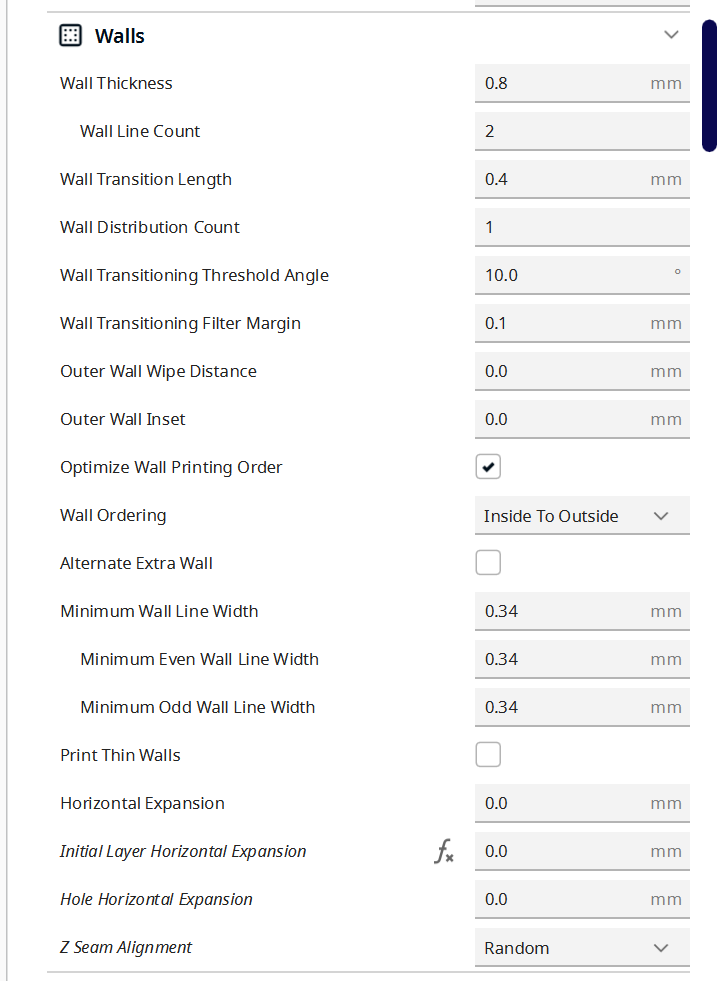 Walls
Wall Thickness 0.8 mm
Wall Line Count 2
Wall Transition Length 0.4 mm
Wall Distribution Count 1
Wall Transitioning Threshold Angle 10.0 °
Wall Transitioning Filter Margin 0.1 mm
Outer Wall Wipe Distance 0.0 mm
Outer Wall Inset 0.0 mm
Optimize Wall Printing Order
Wall Ordering Inside To Outside
Alternate Extra Wall
Minimum Wall Line Width 0.34 mm
Minimum Even Wall Line Width 0.34 mm
Minimum Odd Wall Line Width 0.34 mm
Print Thin Walls
Horizontal Expansion 0.0 mm
Initial Layer Horizontal Expansion fx 0.0 mm
Hole Horizontal Expansion 0.0 mm
Z Seam Alignment Random